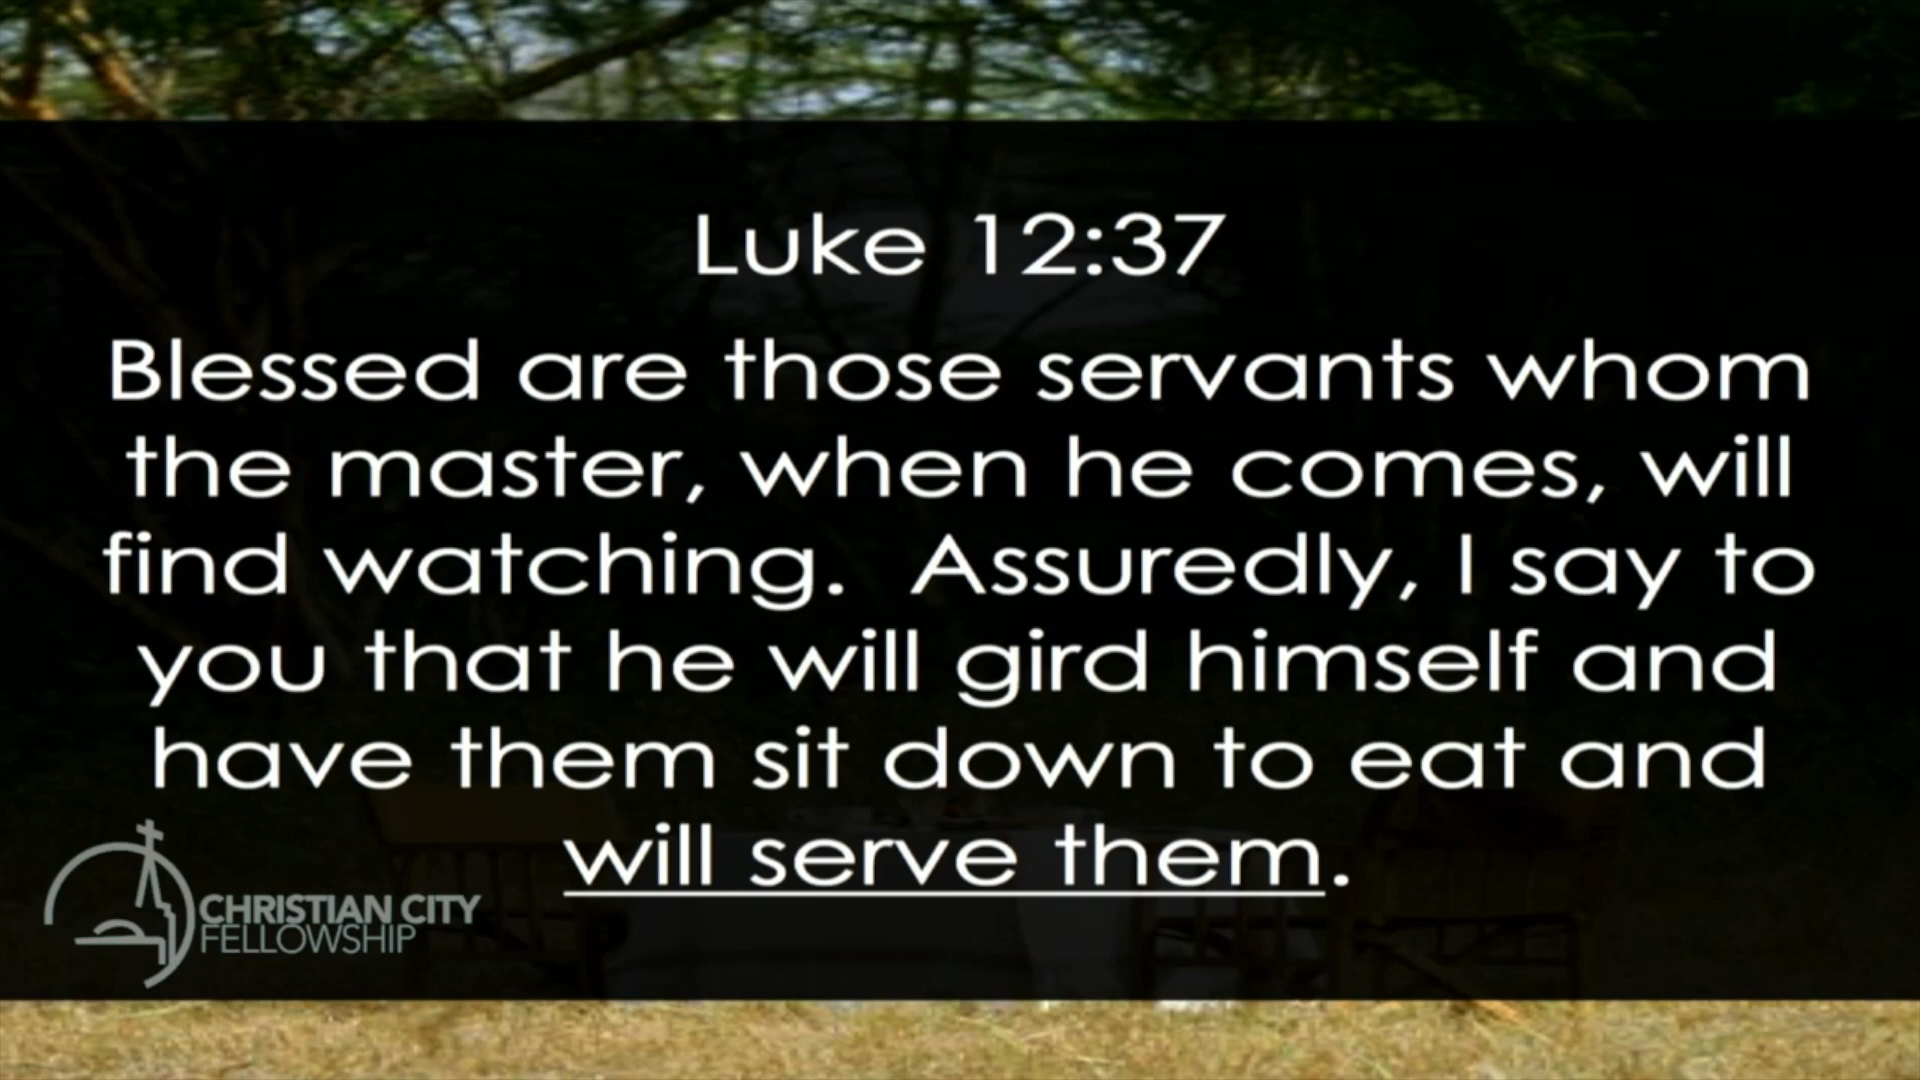 Luke 12:37
Blessed are those servants whom
the master, when he comes, will
find watching.  Assuredly, I say to
you that he will gird himself and
have them sit down to eat and
will serve them.
CHRISTIAN CITY
FELLOWSHIP